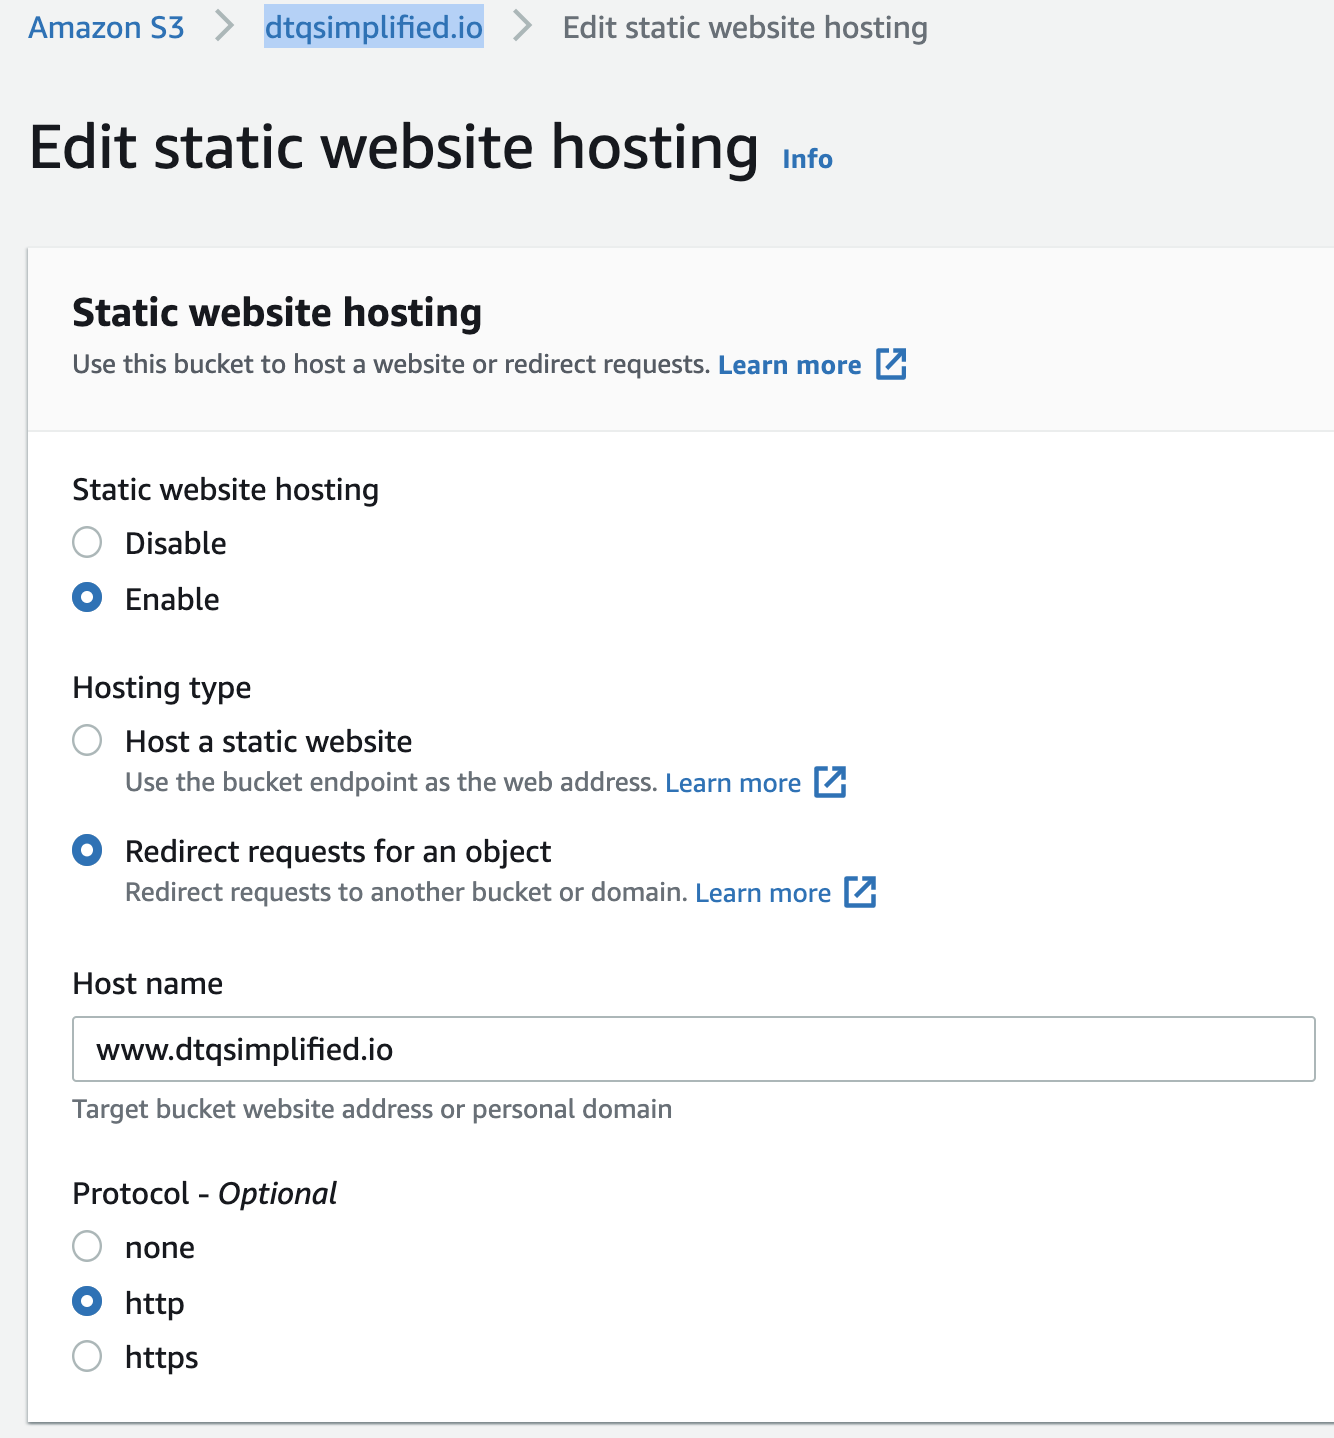 Amazon S3 > dtqsimplified.io > Edit static website hosting
Edit static website hosting Info
Static website hosting
Use this bucket to host a website or redirect requests. Learn more
Static website hosting
Disable
Enable
Hosting type
Host a static website
Use the bucket endpoint as the web address. Learn more
Redirect requests for an object
Redirect requests to another bucket or domain. Learn more
Host name
www.dtqsimplified.io
Target bucket website address or personal domain
Protocol - Optional
none
http
https